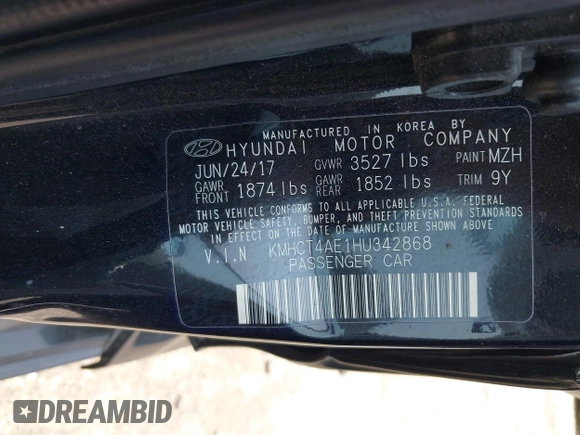 MANUFACTURED IN KOREA BY
HYUNDAI MOTOR COMPANY
JUN/24/17 GVWR 3527 lbs PAINT MZH
GAWR FRONT 1874 lbs GAWR REAR 1852 lbs TRIM 9Y
THIS VEHICLE CONFORMS TO ALL APPLICABLE U.S.A. FEDERAL
MOTOR VEHICLE SAFETY, BUMPER, AND THEFT PREVENTION STANDARDS
IN EFFECT ON THE DATE OF MANUFACTURE SHOWN ABOVE.
V.I.N KMHCT4AE1HU342868
PASSENGER CAR
DREAMBID